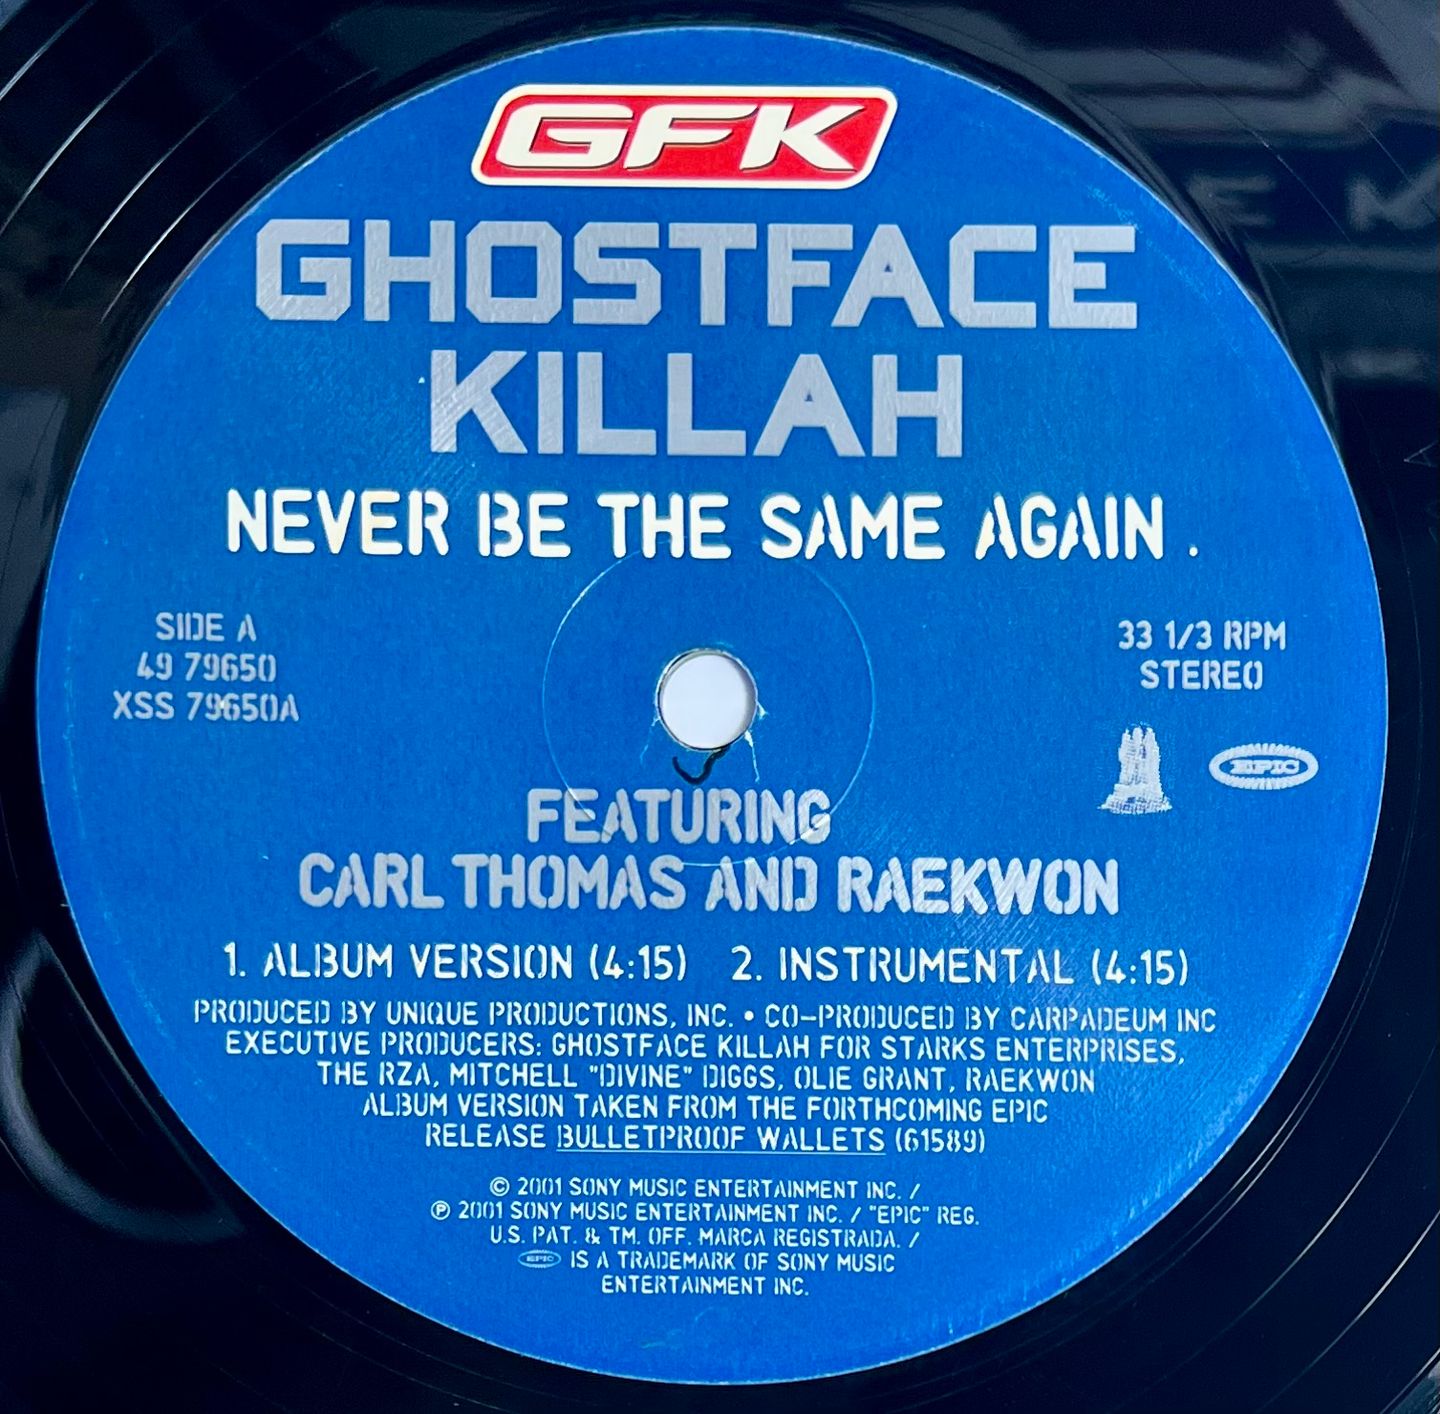 GFK
GHOSTFACE
KILLAH
NEVER BE THE SAME AGAIN .
SIDE A
49 79650
XSS 79650A
33 1/3 RPM
STEREO
EPIC
FEATURING
CARL THOMAS AND RAEKWON
1. ALBUM VERSION (4:15) 2. INSTRUMENTAL (4:15)
PRODUCED BY UNIQUE PRODUCTIONS, INC. • CO-PRODUCED BY CARPADEUM INC
EXECUTIVE PRODUCERS: GHOSTFACE KILLAH FOR STARKS ENTERPRISES,
THE RZA, MITCHELL "DIVINE" DIGGS, OLIE GRANT, RAEKWON
ALBUM VERSION TAKEN FROM THE FORTHCOMING EPIC
RELEASE BULLETPROOF WALLETS (61589)
© 2001 SONY MUSIC ENTERTAINMENT INC. /
℗ 2001 SONY MUSIC ENTERTAINMENT INC. / "EPIC" REG.
U.S. PAT. & TM. OFF. MARCA REGISTRADA. /
EPIC IS A TRADEMARK OF SONY MUSIC
ENTERTAINMENT INC.